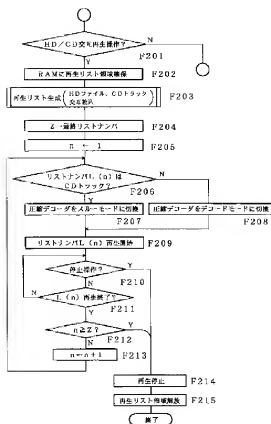 HD/CD交互再生操作?
N
F201
Y
RAMに再生リスト領域確保
F202
再生リスト生成(HDファイル、CDトラック交互格納)
F203
Z←最終リストナンバ
F204
n ← 1
F205
リストナンバL(n)は
CDトラック?
N
F206
Y
圧縮デコーダをスルーモードに切換
圧縮デコーダをデコードモードに切換
F207
F208
リストナンバL(n)再生開始
F209
停止操作?
Y
F210
N
N
L(n)再生終了?
F211
Y
n≧Z?
Y
F212
N
n←n+1
F213
再生停止
F214
再生リスト領域解放
F215
終了